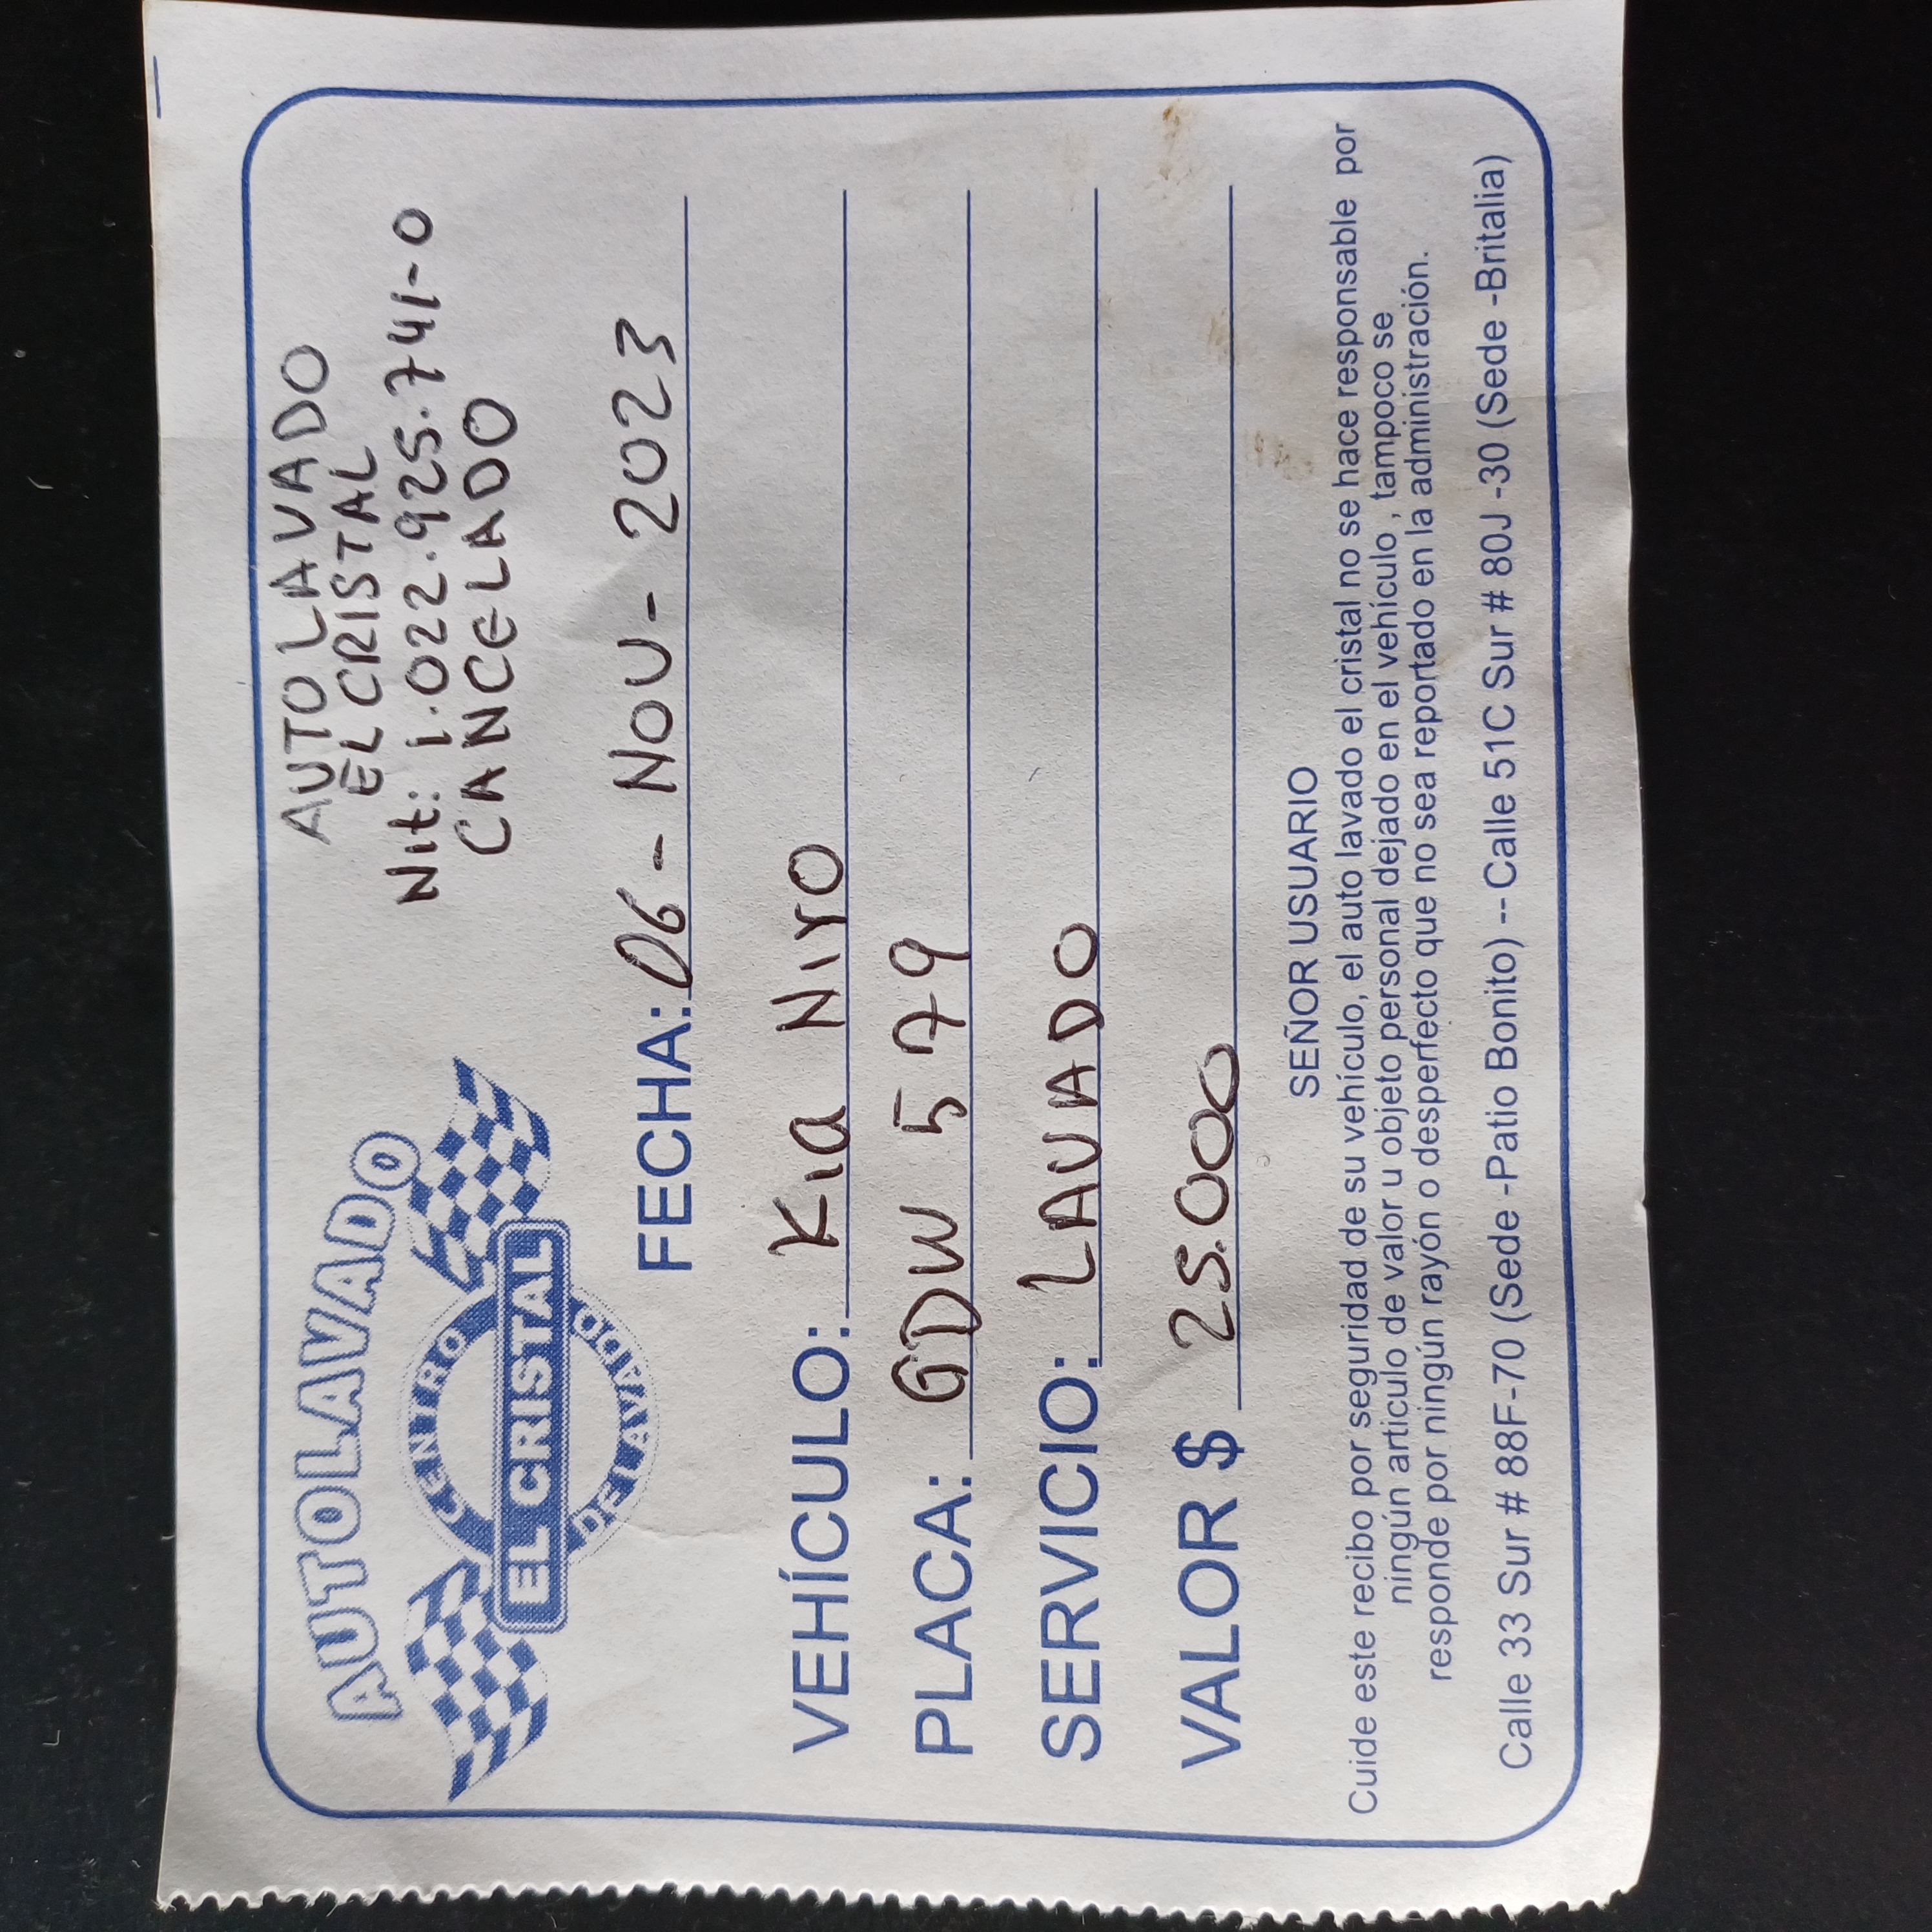 AUTOLAVADO
CENTRO
EL CRISTAL
DE LAVADO
AUTO LAVADO
EL CRISTAL
Nit: 1.022.925.741-0
CANCELADO
FECHA: 06 - NOV - 2023
VEHÍCULO: Kia Niro
PLACA: GDW 579
SERVICIO: LAVADO
VALOR $ 25.000
SEÑOR USUARIO
Cuide este recibo por seguridad de su vehículo, el auto lavado el cristal no se hace responsable por
ningún articulo de valor u objeto personal dejado en el vehículo , tampoco se
responde por ningún rayón o desperfecto que no sea reportado en la administración.
Calle 33 Sur # 88F-70 (Sede -Patio Bonito) -- Calle 51C Sur # 80J -30 (Sede -Britalia)